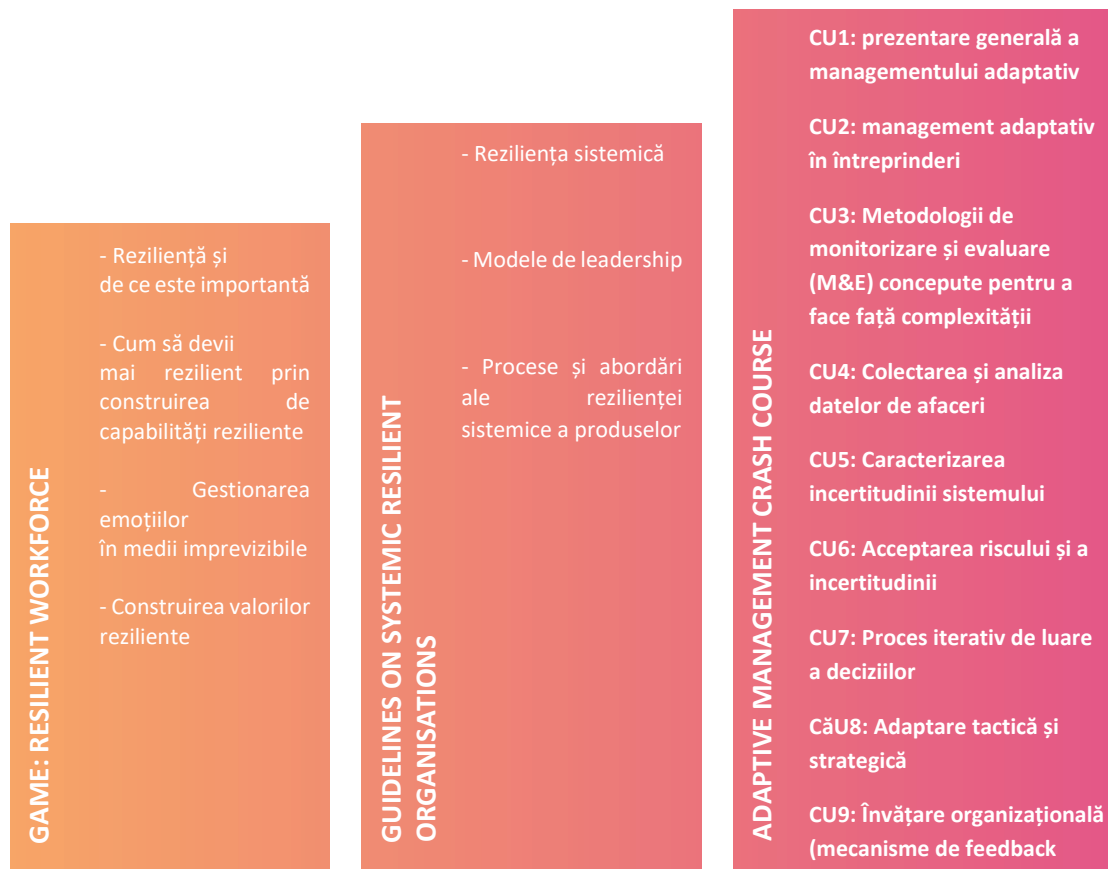 GAME: RESILIENT WORKFORCE
- Reziliență și
de ce este importantă
- Cum să devii
mai rezilient prin
construirea de
capabilități reziliente
- Gestionarea
emoțiilor
în medii imprevizibile
- Construirea valorilor
reziliente
GUIDELINES ON SYSTEMIC RESILIENT
ORGANISATIONS
- Reziliența sistemică
- Modele de leadership
- Procese și abordări
ale rezilienței
sistemice a produselor
ADAPTIVE MANAGEMENT CRASH COURSE
CU1: prezentare generală a
managementului adaptativ
CU2: management adaptativ
în întreprinderi
CU3: Metodologii de
monitorizare și evaluare
(M&E) concepute pentru a
face față complexității
CU4: Colectarea și analiza
datelor de afaceri
CU5: Caracterizarea
incertitudinii sistemului
CU6: Acceptarea riscului și a
incertitudinii
CU7: Proces iterativ de luare
a deciziilor
CăU8: Adaptare tactică și
strategică
CU9: Învățare organizațională
(mecanisme de feedback